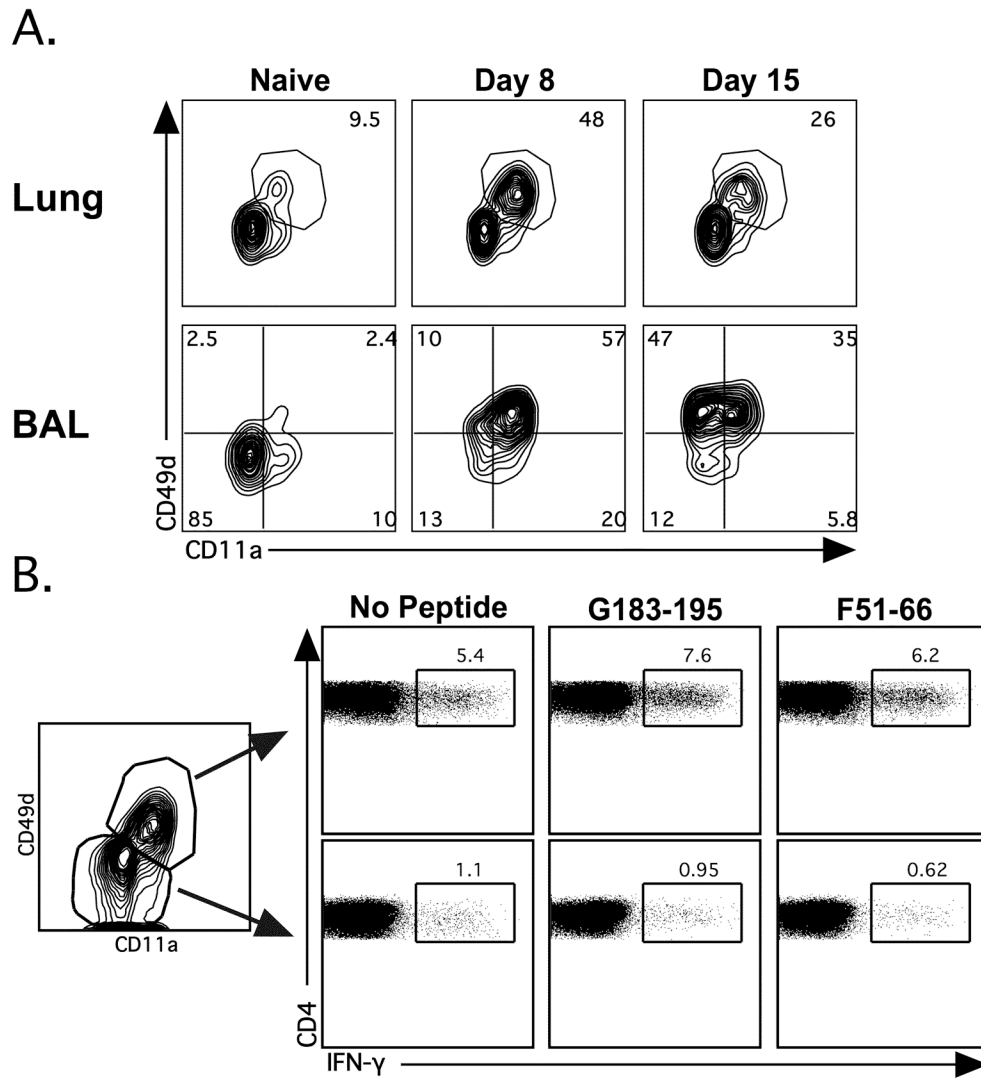 A.
Naive Day 8 Day 15
Lung
9.5 48 26
BAL
2.5 2.4 10 57 47 35
85 10 13 20 12 5.8
CD49d
CD11a
B.
No Peptide G183-195 F51-66
5.4 7.6 6.2
CD49d
CD11a
1.1 0.95 0.62
CD4
IFN-γ